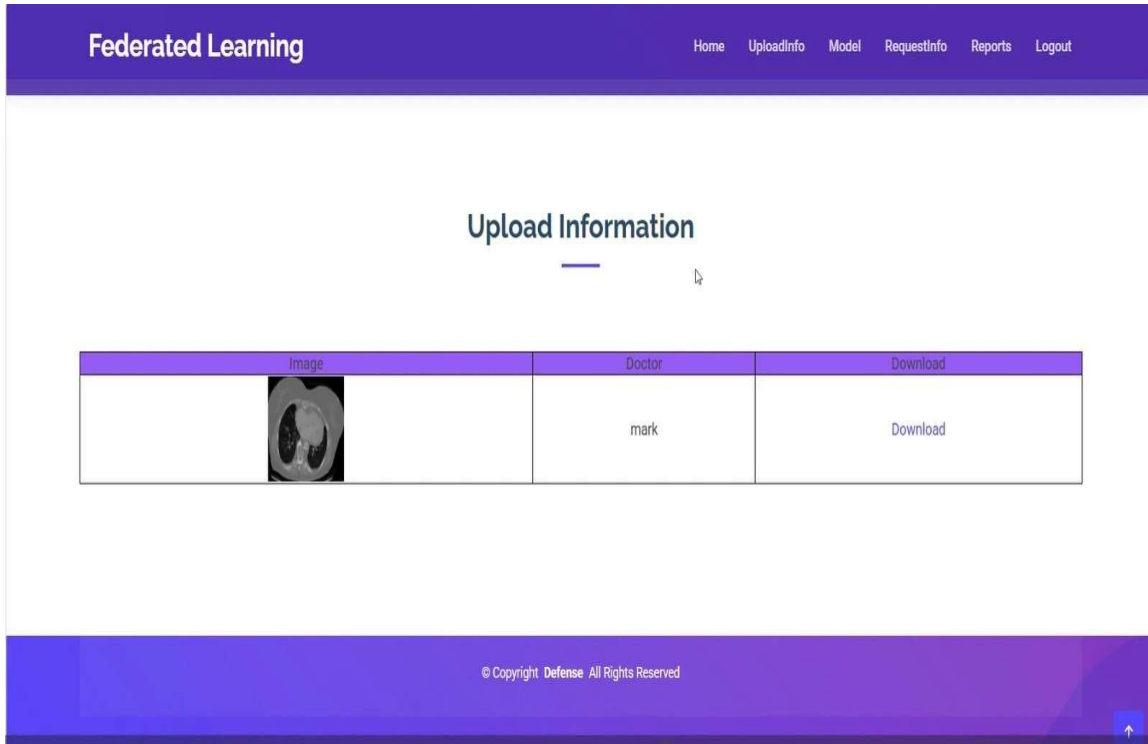 Federated Learning
Home UploadInfo Model RequestInfo Reports Logout
Upload Information
Image Doctor Download
mark Download
© Copyright Defense All Rights Reserved